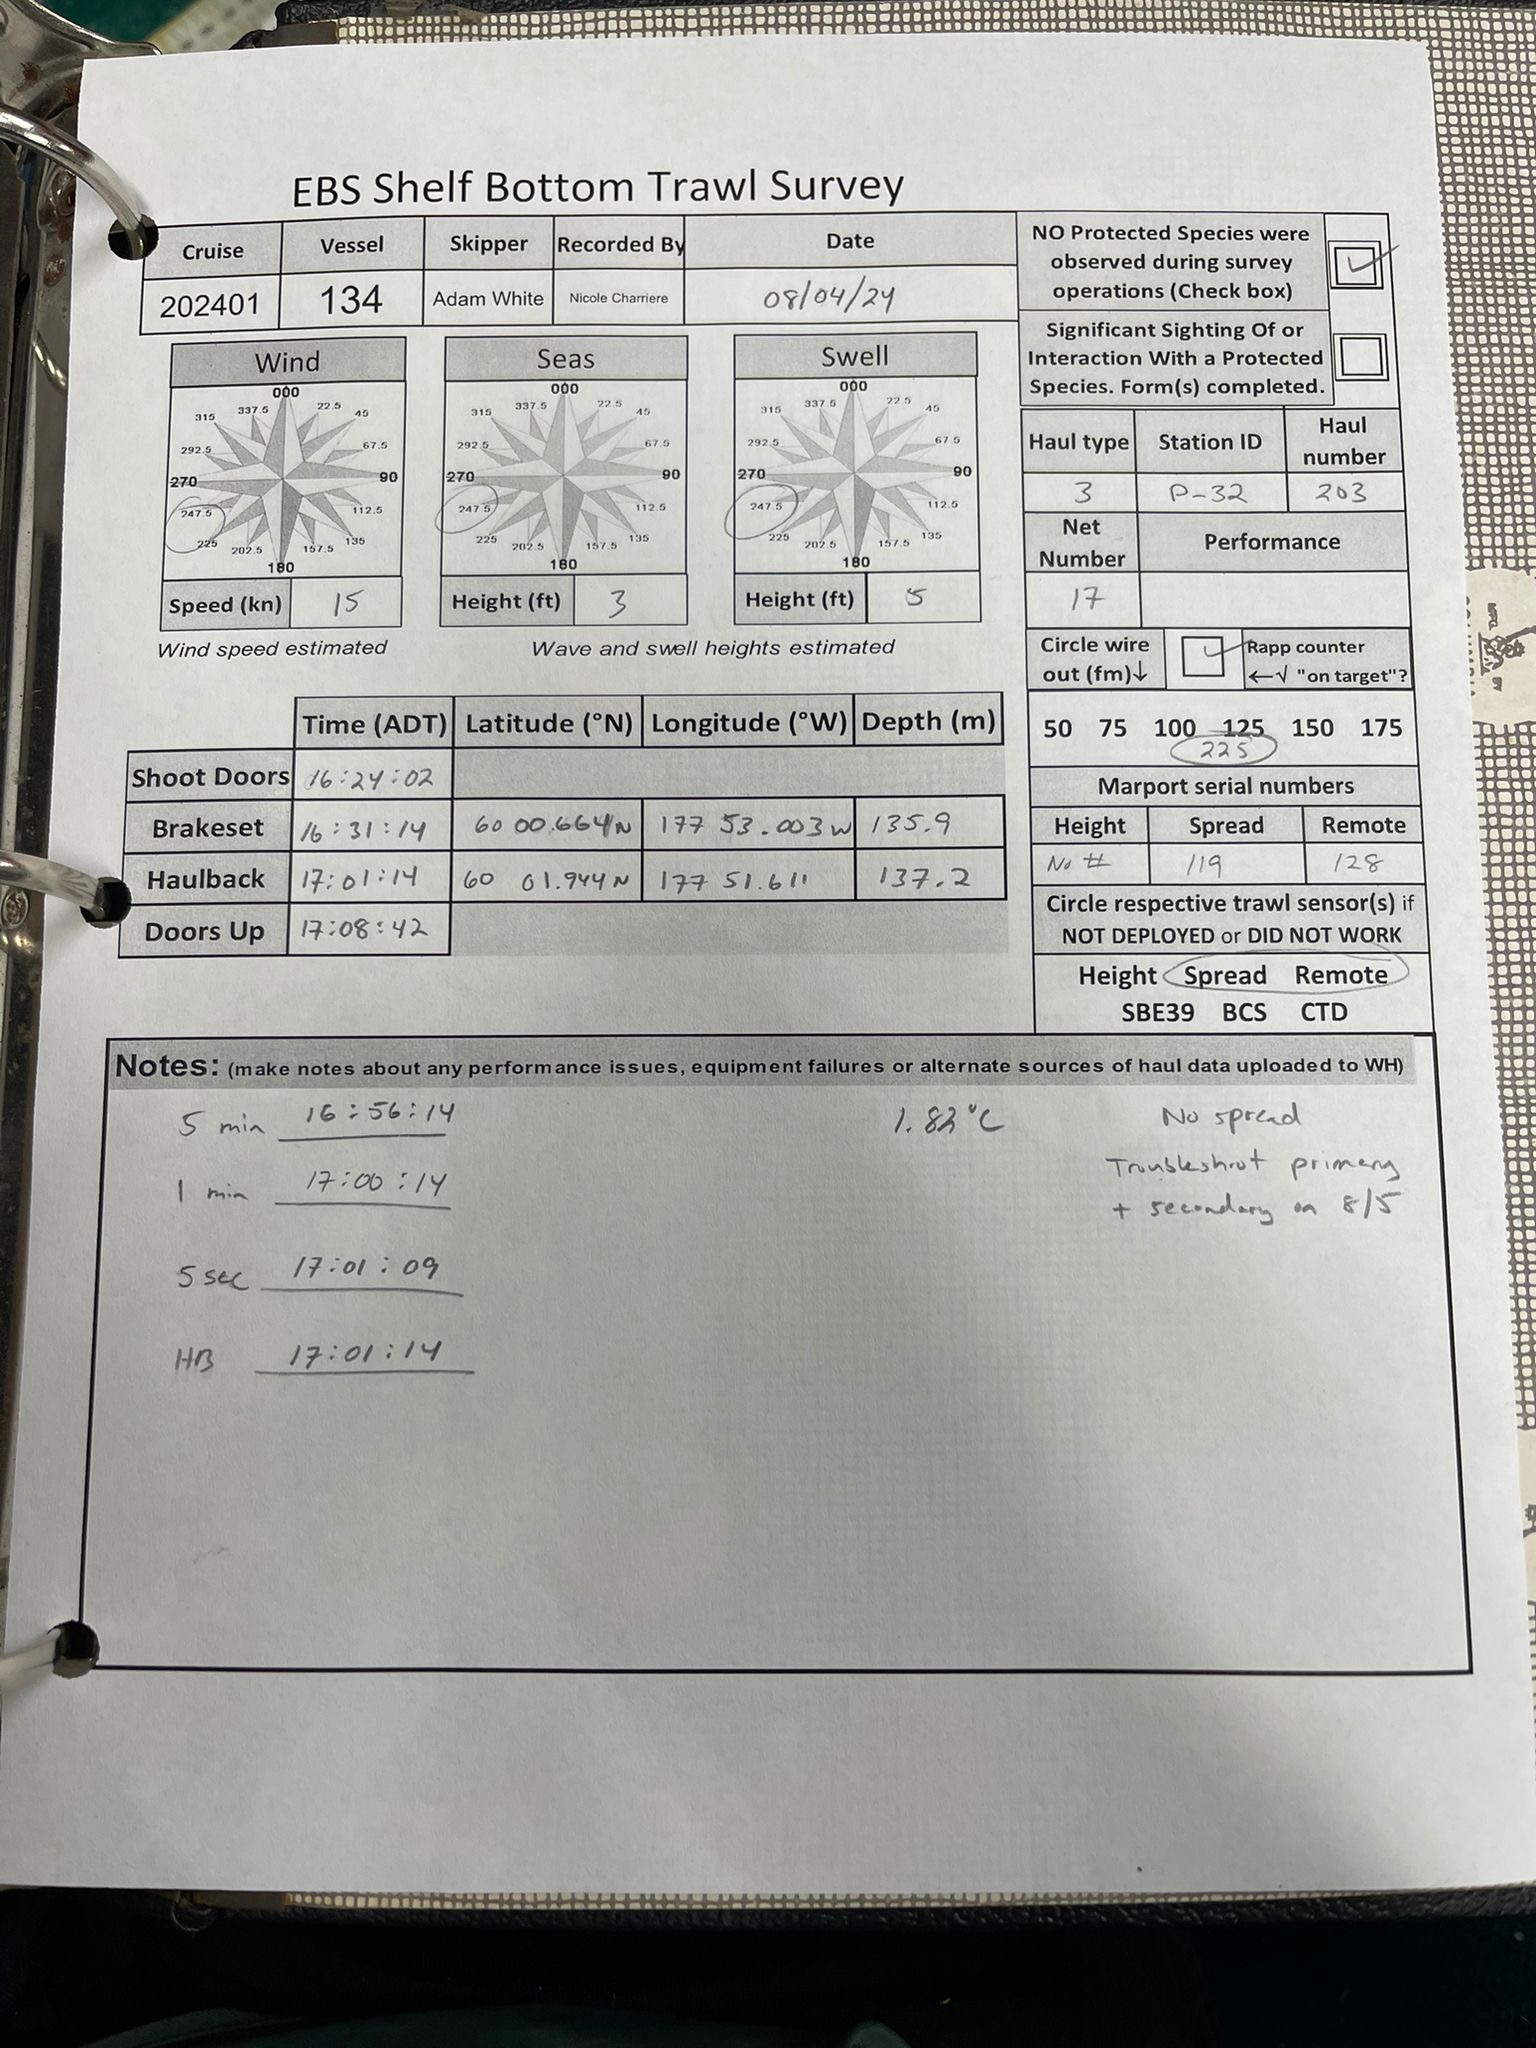 EBS Shelf Bottom Trawl Survey
Cruise Vessel Skipper Recorded By Date
202401 134 Adam White Nicole Charriere 08/04/24
NO Protected Species were
observed during survey
operations (Check box)
Significant Sighting Of or
Interaction With a Protected
Species. Form(s) completed.
Wind
000
337.5 22.5
315 45
292.5 67.5
270 90
247.5 112.5
225 135
202.5 157.5
180
Speed (kn) 15
Wind speed estimated
Seas
000
337.5 22.5
315 45
292.5 67.5
270 90
247.5 112.5
225 135
202.5 157.5
180
Height (ft) 3
Swell
000
337.5 22.5
315 45
292.5 67.5
270 90
247.5 112.5
225 135
202.5 157.5
180
Height (ft) 5
Wave and swell heights estimated
Haul type Station ID Haul number
3 P-32 203
Net Number Performance
17
Circle wire
out (fm)↓
Rapp counter
←√ "on target"?
50 75 100 125 150 175
225
Marport serial numbers
Height Spread Remote
No # 119 128
Circle respective trawl sensor(s) if
NOT DEPLOYED or DID NOT WORK
Height Spread Remote
SBE39 BCS CTD
Time (ADT) Latitude (°N) Longitude (°W) Depth (m)
Shoot Doors 16:24:02
Brakeset 16:31:14 60 00.664N 177 53.003W 135.9
Haulback 17:01:14 60 01.944N 177 51.611 137.2
Doors Up 17:08:42
Notes: (make notes about any performance issues, equipment failures or alternate sources of haul data uploaded to WH)
5 min 16:56:14
1 min 17:00:14
5 sec 17:01:09
HB 17:01:14
1.82°C
No spread
Troubleshoot primary
+ secondary on 8/5